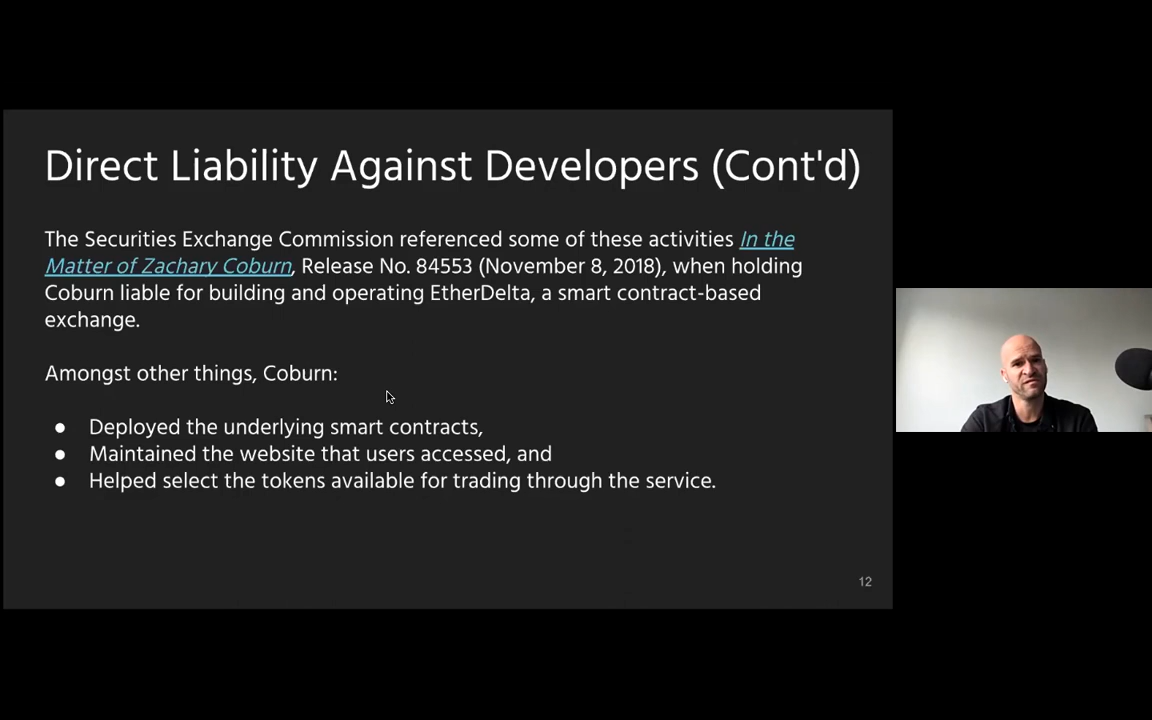 Direct Liability Against Developers (Cont'd)
The Securities Exchange Commission referenced some of these activities In the
Matter of Zachary Coburn, Release No. 84553 (November 8, 2018), when holding
Coburn liable for building and operating EtherDelta, a smart contract-based
exchange.
Amongst other things, Coburn:
● Deployed the underlying smart contracts,
● Maintained the website that users accessed, and
● Helped select the tokens available for trading through the service.
12